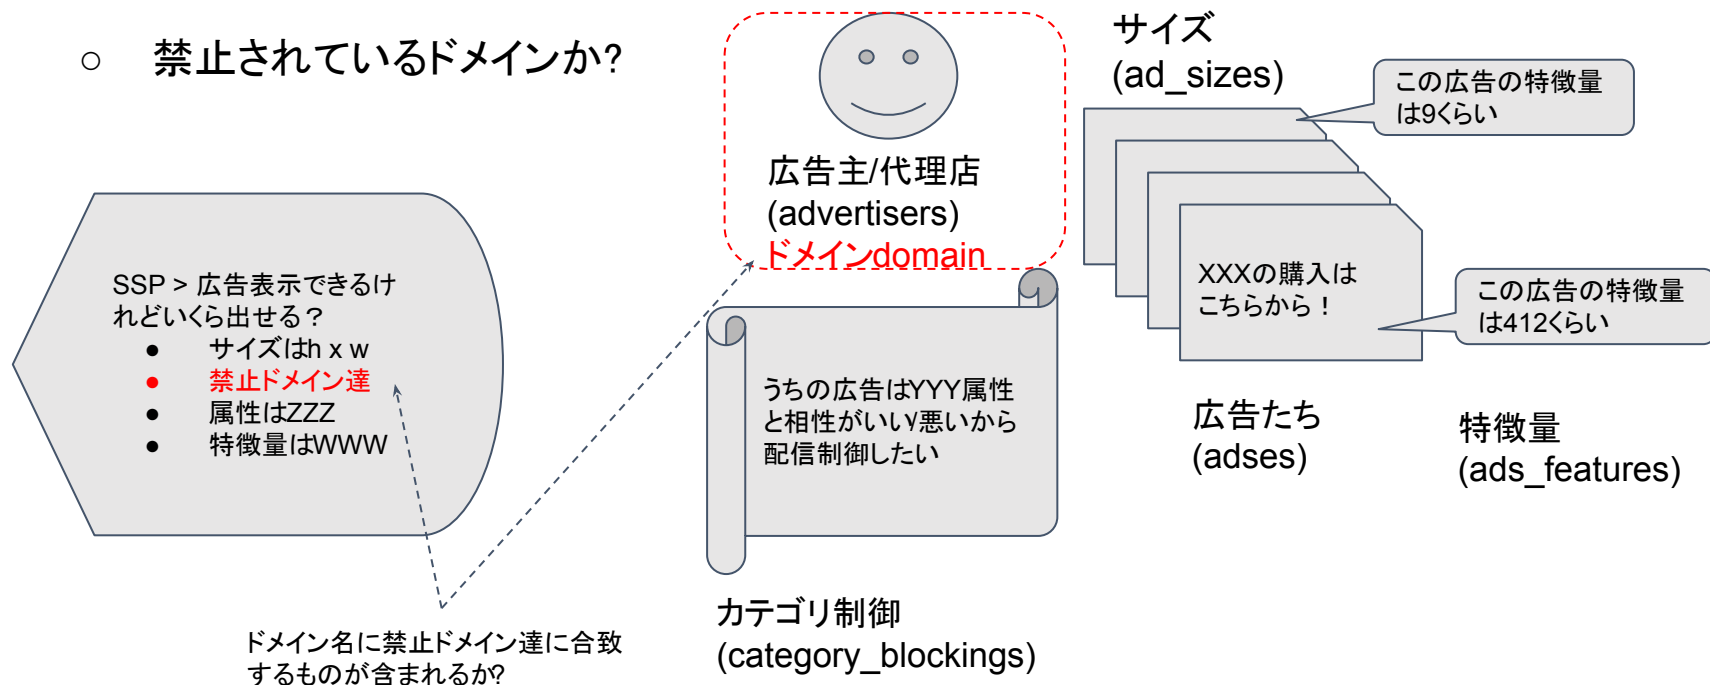 ○ 禁止されているドメインか?
広告主/代理店
(advertisers)
ドメインdomain
サイズ
(ad_sizes)
この広告の特徴量
は9くらい
SSP > 広告表示できるけ
れどいくら出せる？
● サイズはh x w
● 禁止ドメイン達
● 属性はZZZ
● 特徴量はWWW
XXXの購入は
こちらから！
この広告の特徴量
は412くらい
うちの広告はYYY属性
と相性がいい/悪いから
配信制御したい
広告たち
(adses)
特徴量
(ads_features)
カテゴリ制御
(category_blockings)
ドメイン名に禁止ドメイン達に合致
するものが含まれるか?